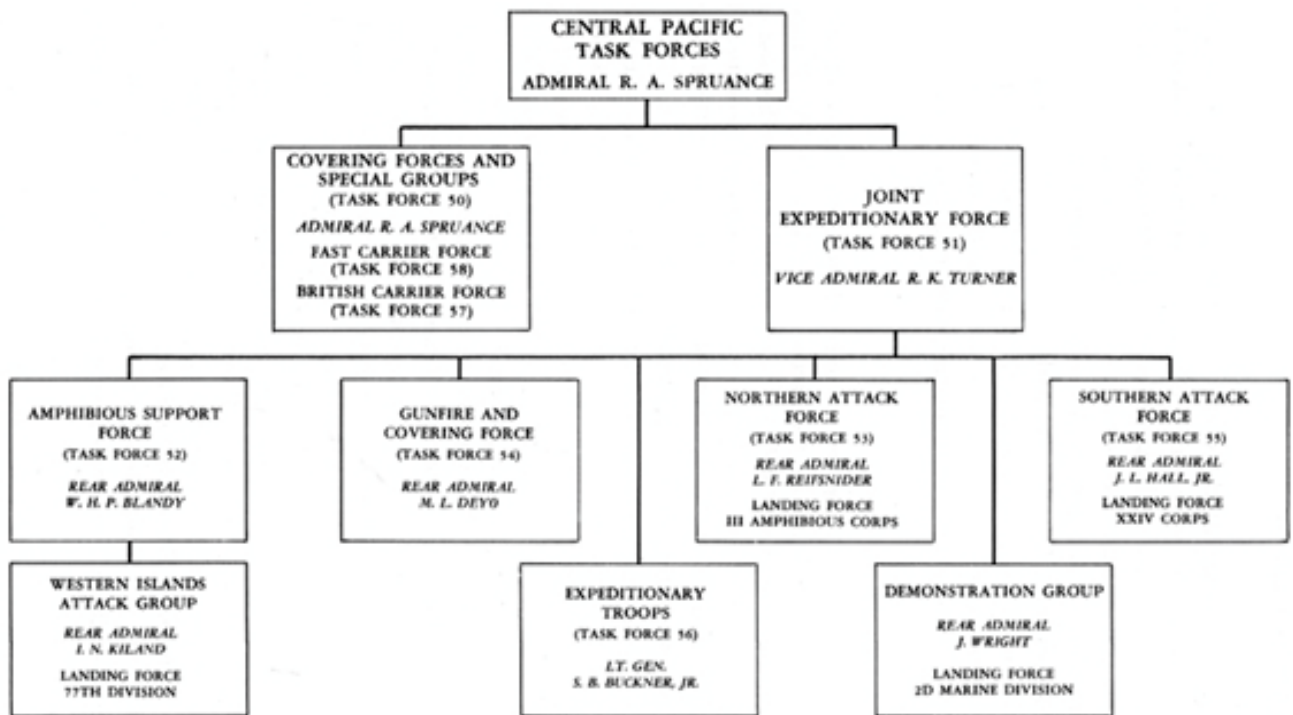 CENTRAL PACIFIC
TASK FORCES
ADMIRAL R. A. SPRUANCE
COVERING FORCES AND
SPECIAL GROUPS
(TASK FORCE 50)
ADMIRAL R. A. SPRUANCE
FAST CARRIER FORCE
(TASK FORCE 58)
BRITISH CARRIER FORCE
(TASK FORCE 57)
JOINT
EXPEDITIONARY FORCE
(TASK FORCE 51)
VICE ADMIRAL R. K. TURNER
AMPHIBIOUS SUPPORT
FORCE
(TASK FORCE 52)
REAR ADMIRAL
W. H. P. BLANDY
GUNFIRE AND
COVERING FORCE
(TASK FORCE 54)
REAR ADMIRAL
M. L. DEYO
NORTHERN ATTACK
FORCE
(TASK FORCE 53)
REAR ADMIRAL
L. F. REIFSNIDER
LANDING FORCE
III AMPHIBIOUS CORPS
SOUTHERN ATTACK
FORCE
(TASK FORCE 55)
REAR ADMIRAL
J. L. HALL, JR.
LANDING FORCE
XXIV CORPS
WESTERN ISLANDS
ATTACK GROUP
REAR ADMIRAL
I. N. KILAND
LANDING FORCE
77TH DIVISION
EXPEDITIONARY
TROOPS
(TASK FORCE 56)
LT. GEN.
S. B. BUCKNER, JR.
DEMONSTRATION GROUP
REAR ADMIRAL
J. WRIGHT
LANDING FORCE
2D MARINE DIVISION